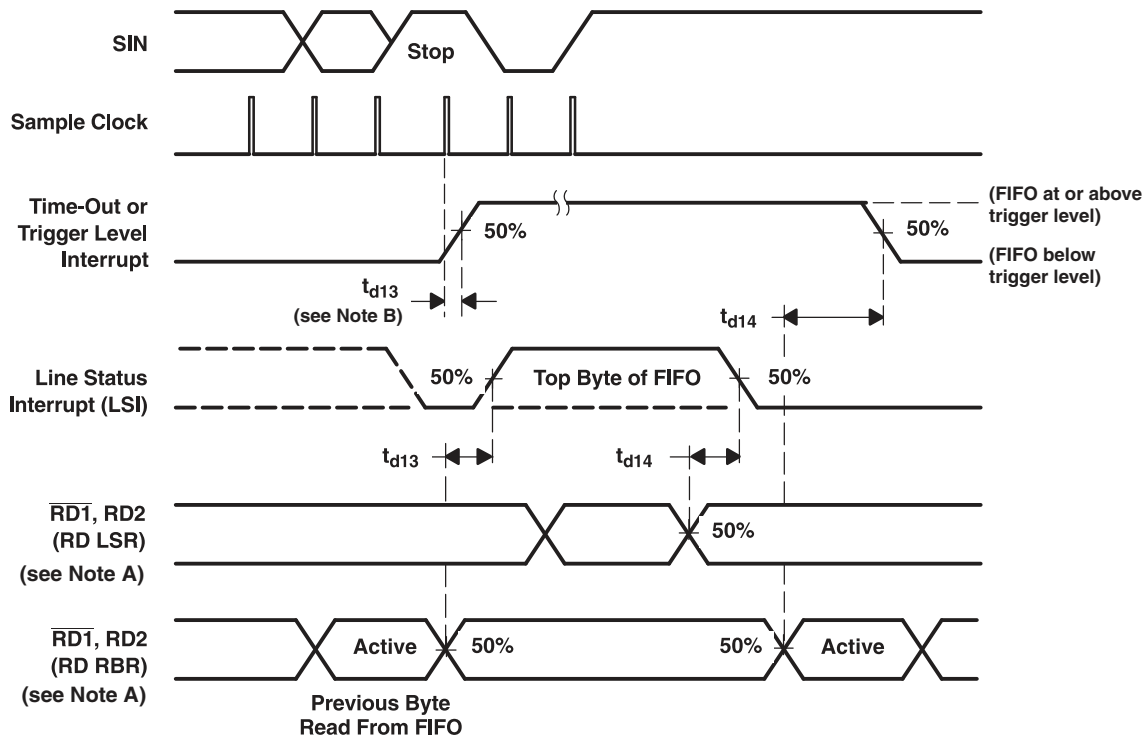 SIN
Stop
Sample Clock
Time-Out or
Trigger Level
Interrupt
50%
50%
(FIFO at or above
trigger level)
(FIFO below
trigger level)
td13
(see Note B)
td14
Line Status
Interrupt (LSI)
50%
Top Byte of FIFO
50%
td13
td14
RD1, RD2
(RD LSR)
(see Note A)
50%
RD1, RD2
(RD RBR)
(see Note A)
Active
50%
50%
Active
Previous Byte
Read From FIFO